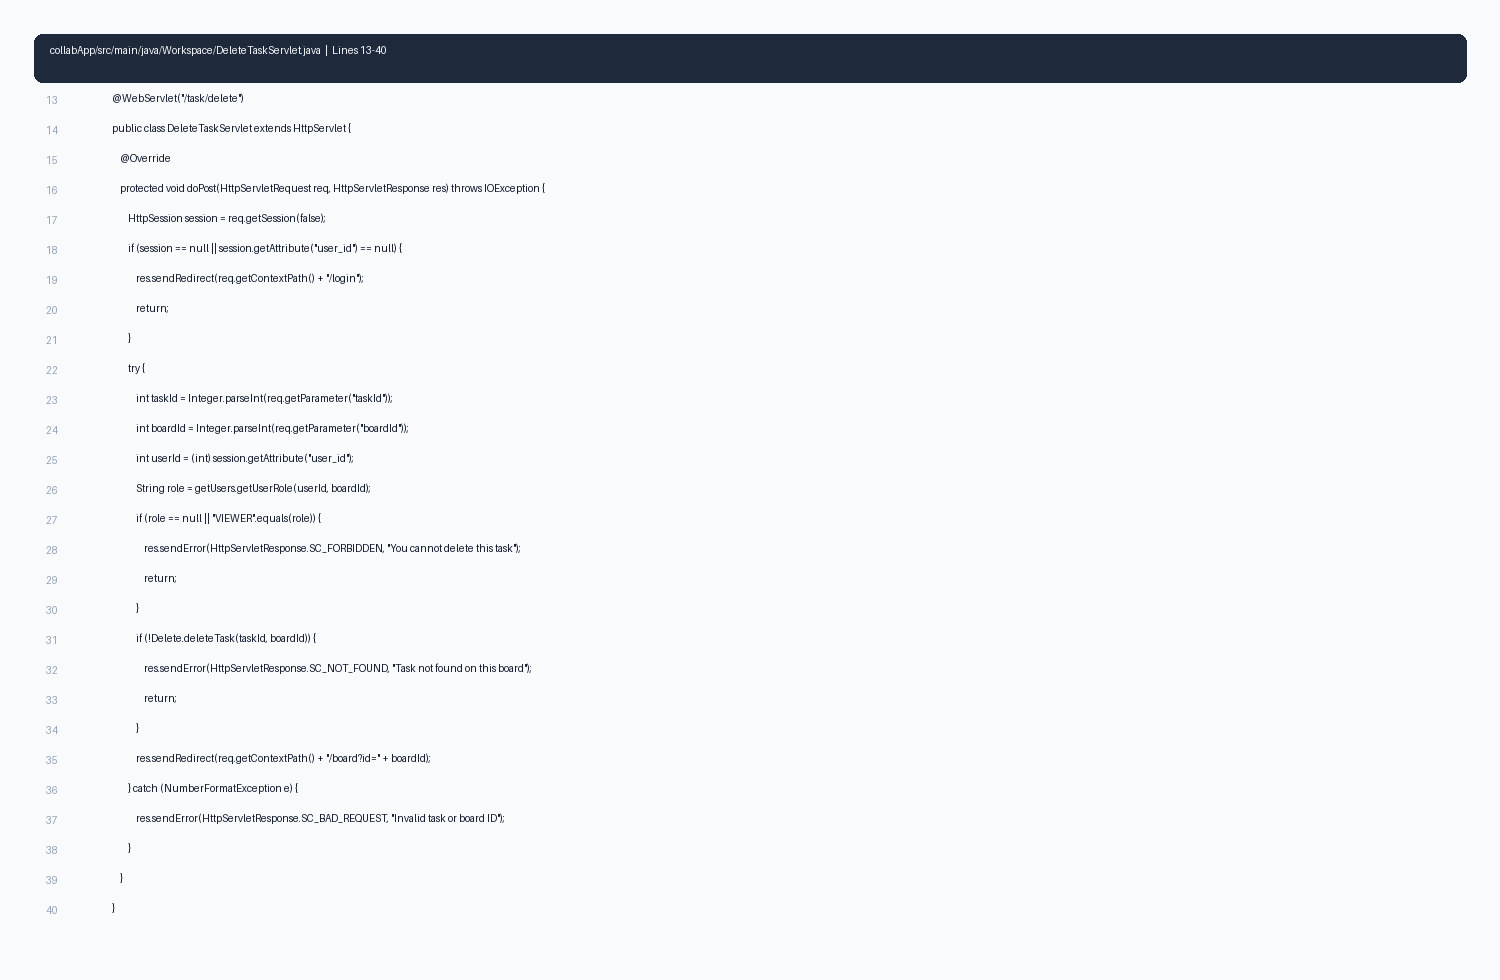 collabApp/src/main/java/Workspace/DeleteTaskServlet.java | Lines 13-40
13 @WebServlet("/task/delete")
14 public class DeleteTaskServlet extends HttpServlet {
15 @Override
16 protected void doPost(HttpServletRequest req, HttpServletResponse res) throws IOException {
17 HttpSession session = req.getSession(false);
18 if (session == null || session.getAttribute("user_id") == null) {
19 res.sendRedirect(req.getContextPath() + "/login");
20 return;
21 }
22 try {
23 int taskId = Integer.parseInt(req.getParameter("taskId"));
24 int boardId = Integer.parseInt(req.getParameter("boardId"));
25 int userId = (int) session.getAttribute("user_id");
26 String role = getUsers.getUserRole(userId, boardId);
27 if (role == null || "VIEWER".equals(role)) {
28 res.sendError(HttpServletResponse.SC_FORBIDDEN, "You cannot delete this task");
29 return;
30 }
31 if (!Delete.deleteTask(taskId, boardId)) {
32 res.sendError(HttpServletResponse.SC_NOT_FOUND, "Task not found on this board");
33 return;
34 }
35 res.sendRedirect(req.getContextPath() + "/board?id=" + boardId);
36 } catch (NumberFormatException e) {
37 res.sendError(HttpServletResponse.SC_BAD_REQUEST, "Invalid task or board ID");
38 }
39 }
40 }